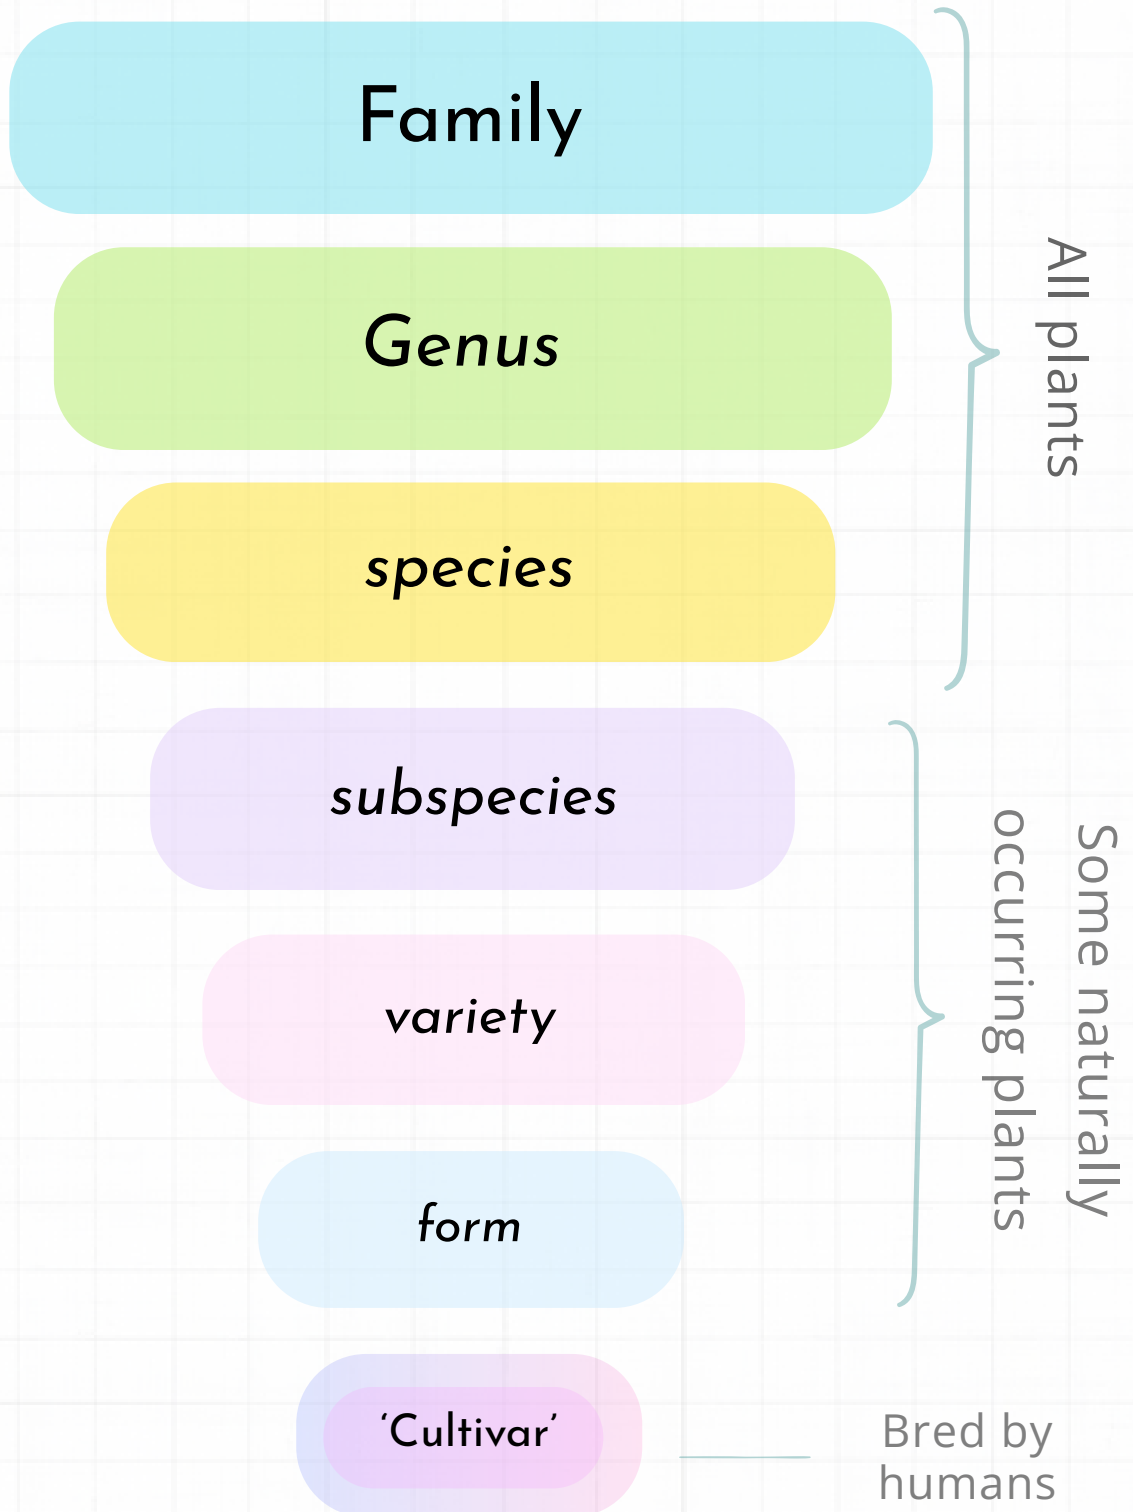 Family
Genus
species
All plants
subspecies
variety
form
Some naturally
occurring plants
‘Cultivar’
Bred by
humans